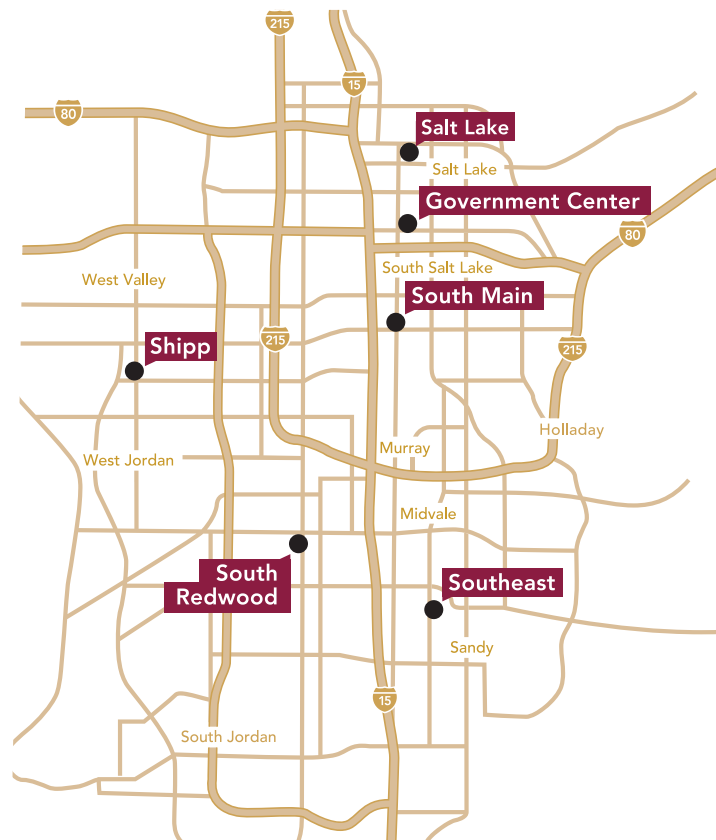 215
15
80
Salt Lake
Salt Lake
Government Center
80
South Salt Lake
West Valley
South Main
Shipp
215
215
Holladay
Murray
West Jordan
Midvale
South
Redwood
Southeast
Sandy
15
South Jordan